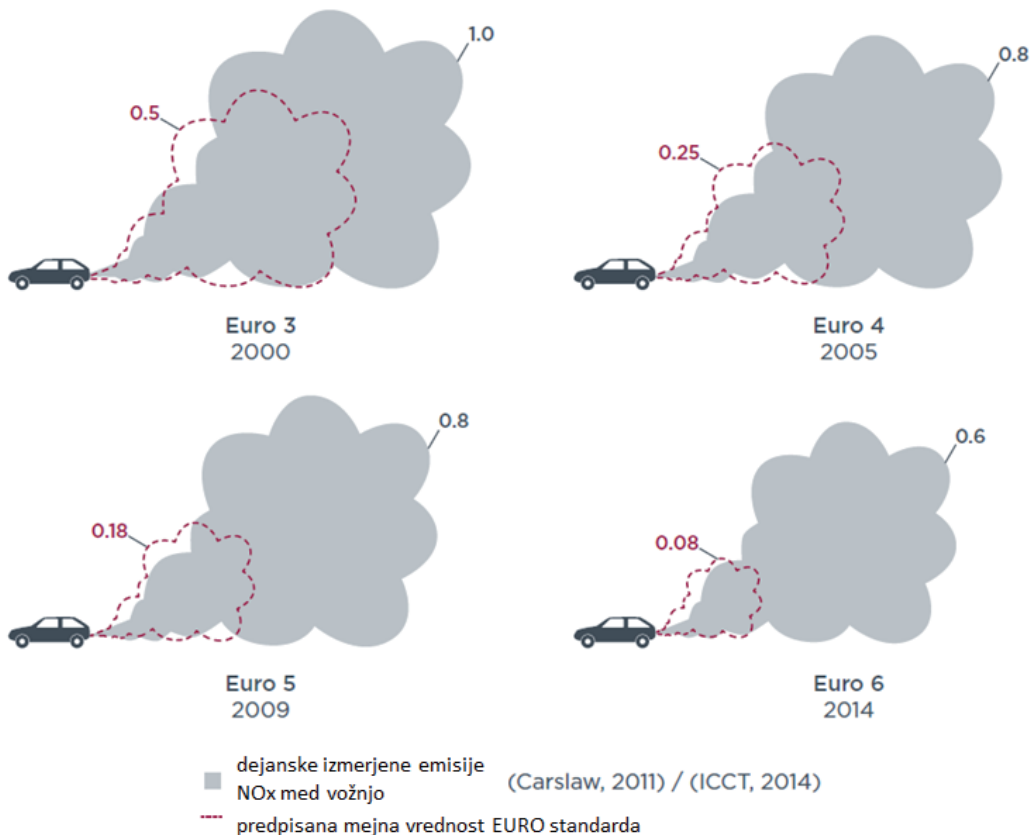 1.0
0.5
Euro 3
2000
0.8
0.25
Euro 4
2005
0.8
0.18
Euro 5
2009
0.6
0.08
Euro 6
2014
dejanske izmerjene emisije
NOx med vožnjo
(Carslaw, 2011) / (ICCT, 2014)
predpisana mejna vrednost EURO standarda